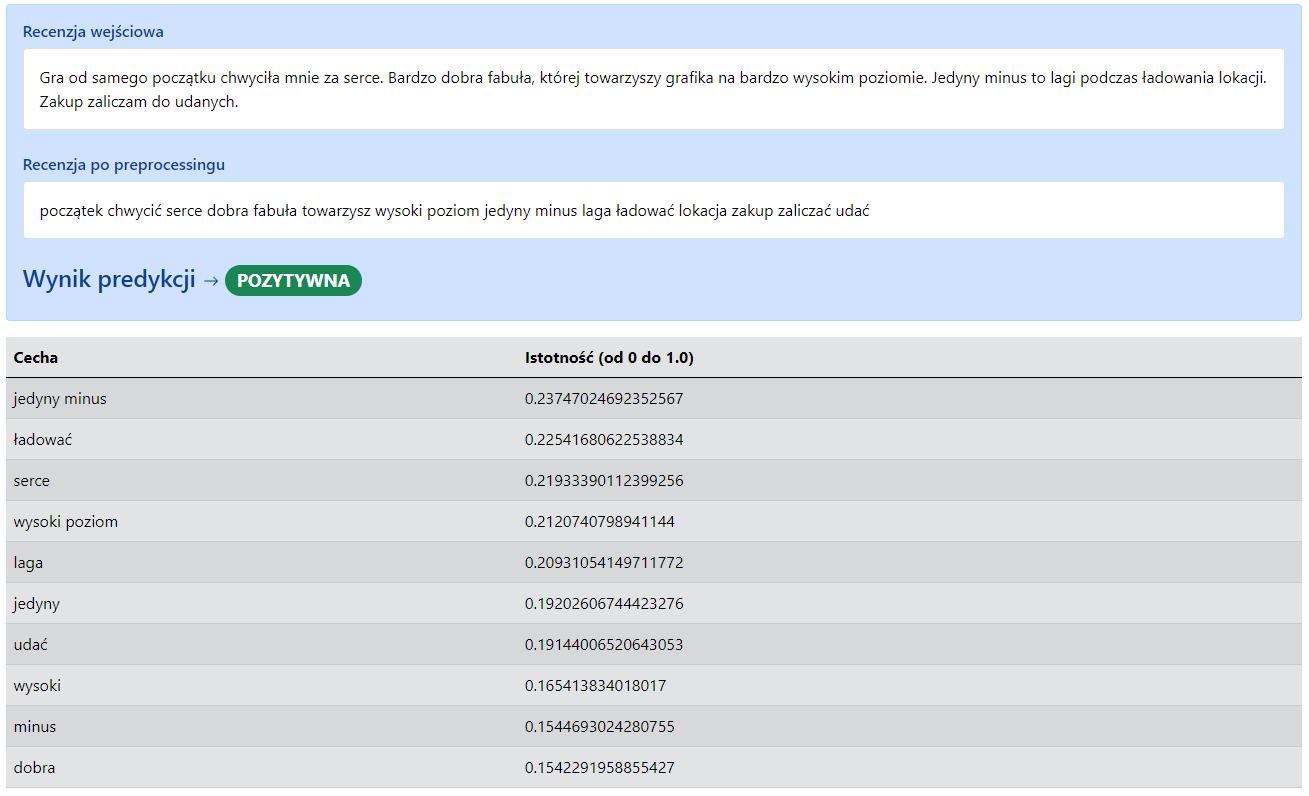 Recenzja wejściowa
Gra od samego początku chwyciła mnie za serce. Bardzo dobra fabuła, której towarzyszy grafika na bardzo wysokim poziomie. Jedyny minus to lagi podczas ładowania lokacji.
Zakup zaliczam do udanych.
Recenzja po preprocessingu
początek chwycić serce dobra fabuła towarzysz wysoki poziom jedyny minus laga ładować lokacja zakup zaliczać udać
Wynik predykcji → POZYTYWNA
Cecha Istotność (od 0 do 1.0)
jedyny minus 0.23747024692352567
ładować 0.22541680622538834
serce 0.21933390112399256
wysoki poziom 0.2120740798941144
laga 0.20931054149711772
jedyny 0.19202606744423276
udać 0.19144006520643053
wysoki 0.165413834018017
minus 0.1544693024280755
dobra 0.1542291958855427